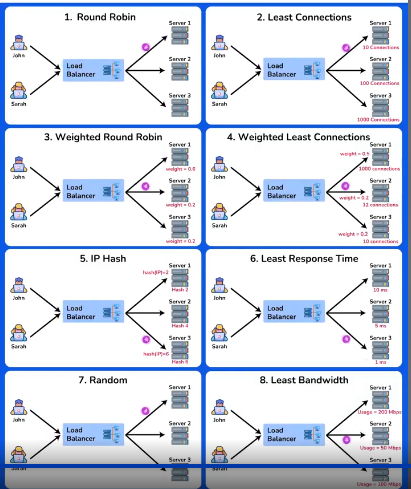 1. Round Robin
John
Sarah
Load
Balancer
Server 1
Server 2
Server 3
2. Least Connections
John
Sarah
Load
Balancer
Server 1
10 Connections
Server 2
100 Connections
Server 3
1000 Connections
3. Weighted Round Robin
John
Sarah
Load
Balancer
Server 1
weight = 0.6
Server 2
weight = 0.2
Server 3
weight = 0.2
4. Weighted Least Connections
John
Sarah
Load
Balancer
Server 1
1000 connections
Server 2
weight = 0.2
12 connections
Server 3
weight = 0.2
10 connections
5. IP Hash
John
Sarah
Load
Balancer
Server 1
hash(IP)=2
Hash 2
Server 2
Hash 4
Server 3
hash(IP)=6
6. Least Response Time
John
Sarah
Load
Balancer
Server 1
10 ms
Server 2
5 ms
Server 3
1 ms
7. Random
John
Sarah
Load
Balancer
Server 1
Server 2
Server 3
8. Least Bandwidth
John
Sarah
Load
Balancer
Server 1
Usage = 200 Mbps
Server 2
Usage = 50 Mbps
Server 3